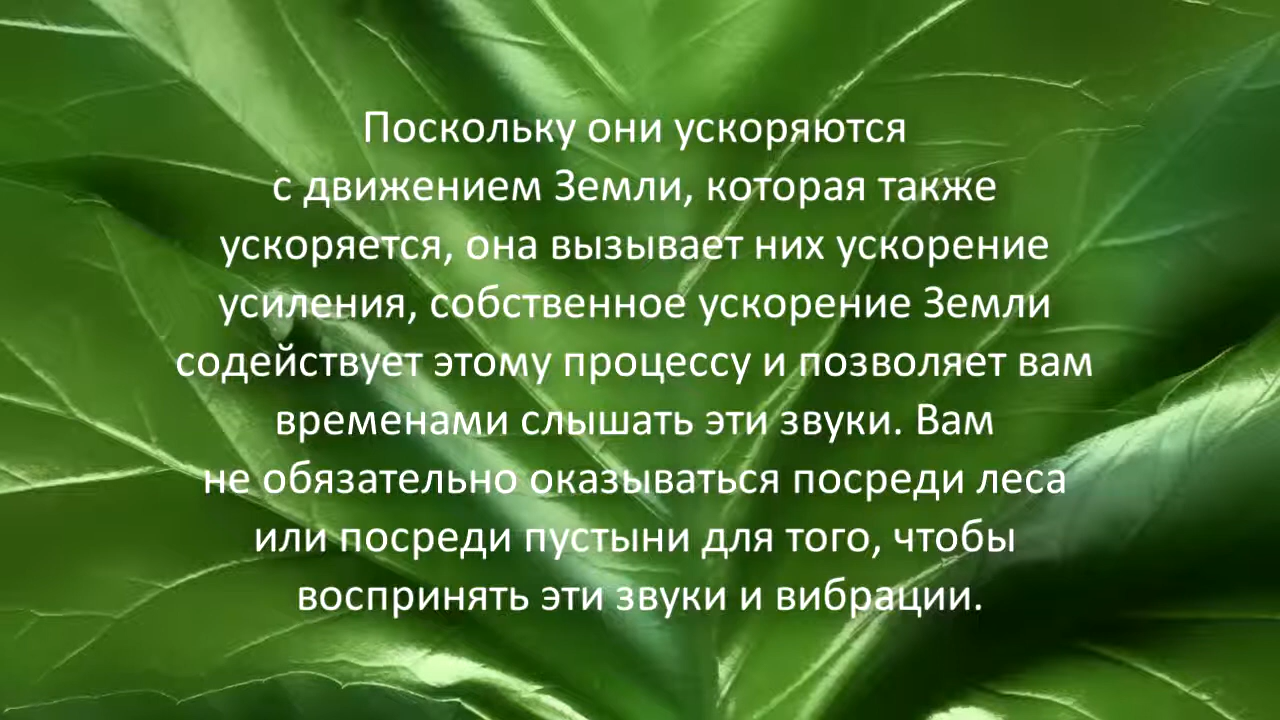 Поскольку они ускоряются
с движением Земли, которая также
ускоряется, она вызывает них ускорение
усиления, собственное ускорение Земли
содействует этому процессу и позволяет вам
временами слышать эти звуки. Вам
не обязательно оказываться посреди леса
или посреди пустыни для того, чтобы
воспринять эти звуки и вибрации.